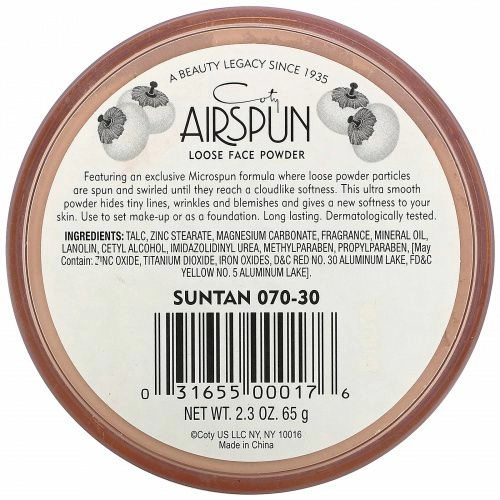 A BEAUTY LEGACY SINCE 1935
Coty
AIRSPUN
LOOSE FACE POWDER
Featuring an exclusive Microspun formula where loose powder particles
are spun and swirled until they reach a cloudlike softness. This ultra smooth
powder hides tiny lines, wrinkles and blemishes and gives a new softness to your
skin. Use to set make-up or as a foundation. Long lasting. Dermatologically tested.
INGREDIENTS: TALC, ZINC STEARATE, MAGNESIUM CARBONATE, FRAGRANCE, MINERAL OIL,
LANOLIN, CETYL ALCOHOL, IMIDAZOLIDINYL UREA, METHYLPARABEN, PROPYLPARABEN, [May
Contain: ZINC OXIDE, TITANIUM DIOXIDE, IRON OXIDES, D&C RED NO. 30 ALUMINUM LAKE, FD&C
YELLOW NO. 5 ALUMINUM LAKE].
SUNTAN 070-30
0 31655 00017 6
NET WT. 2.3 OZ. 65 g
©Coty US LLC NY, NY 10016
Made in China